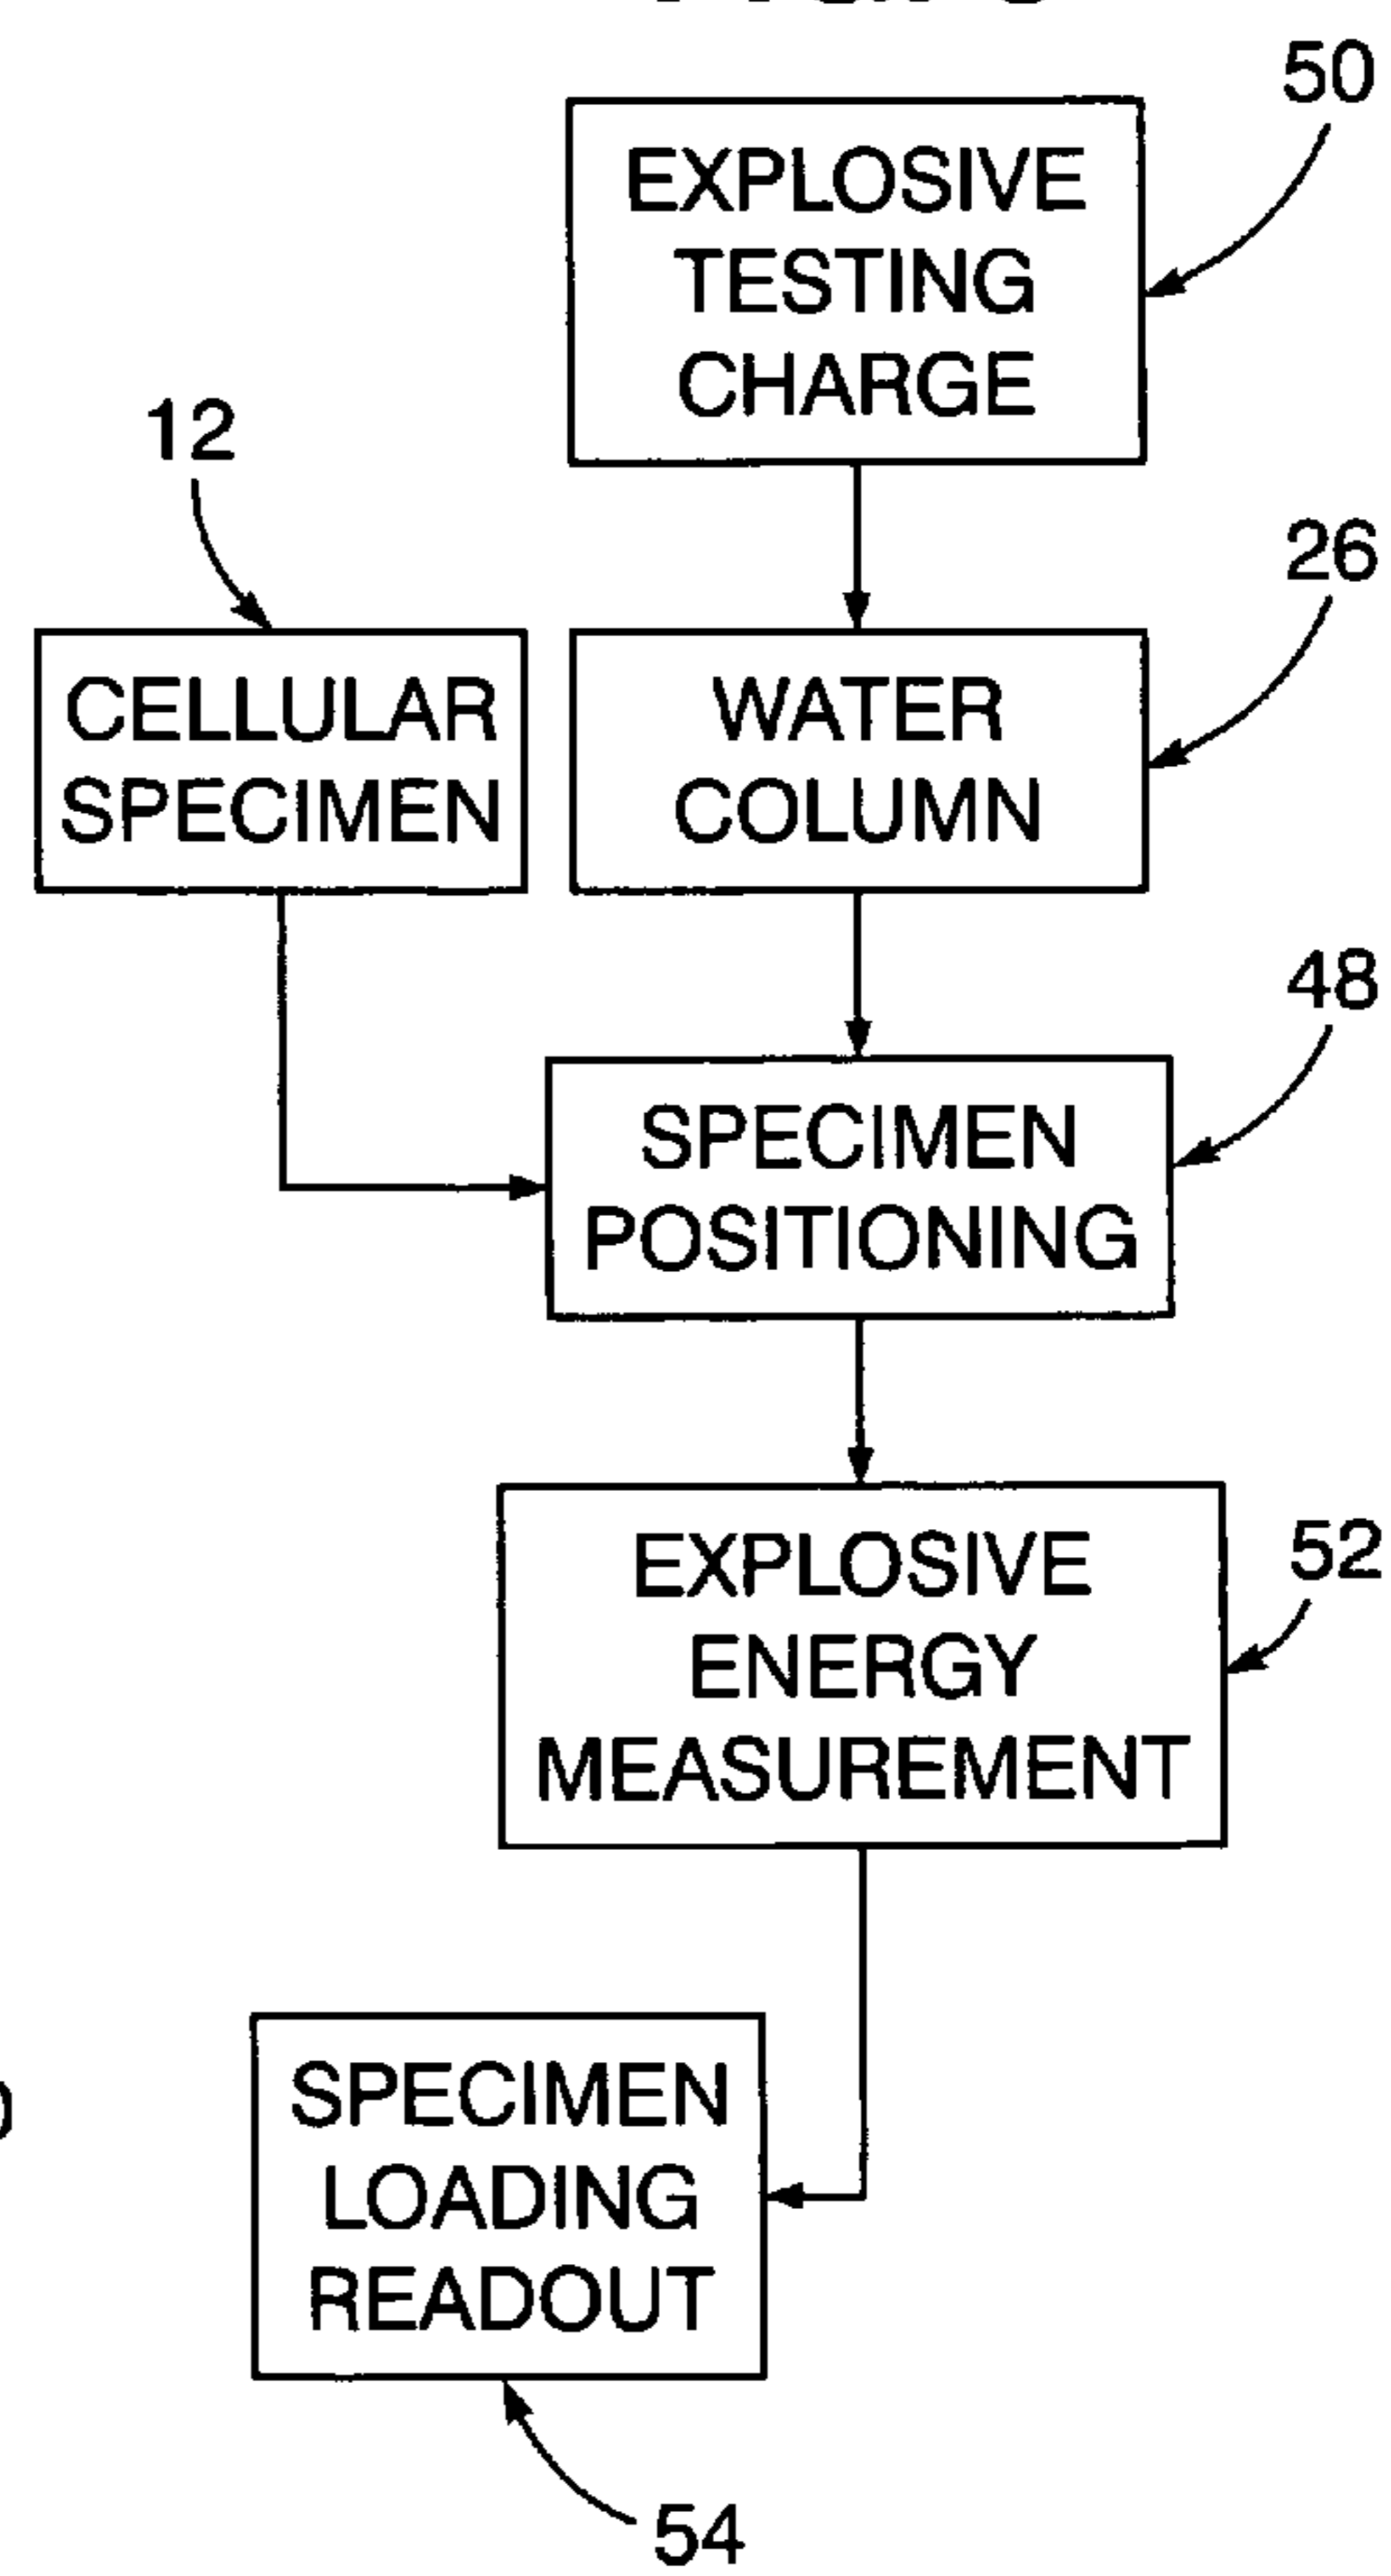 50
EXPLOSIVE
TESTING
CHARGE
12
26
CELLULAR
SPECIMEN
WATER
COLUMN
48
SPECIMEN
POSITIONING
52
EXPLOSIVE
ENERGY
MEASUREMENT
SPECIMEN
LOADING
READOUT
54